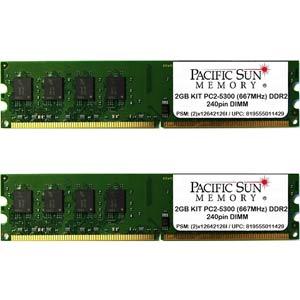 PACIFIC SUN
MEMORY
2GB KIT PC2-5300 (667MHz) DDR2
240pin DIMM
PSM: (2)x12642126I / UPC: 819555011429
PACIFIC SUN
MEMORY
2GB KIT PC2-5300 (667MHz) DDR2
240pin DIMM
PSM: (2)x12642126I / UPC: 819555011429